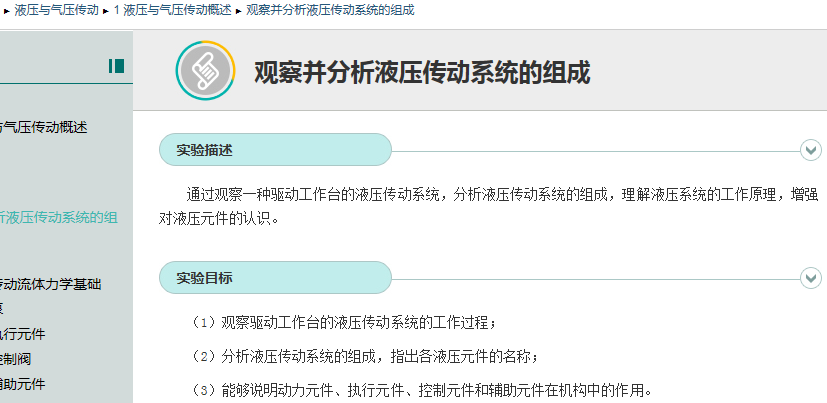 液压与气压传动 ▸ 1 液压与气压传动概述 ▸ 观察并分析液压传动系统的组成
观察并分析液压传动系统的组成
与气压传动概述
析液压传动系统的组
传动流体力学基础
泵
执行元件
控制阀
辅助元件
实验描述
通过观察一种驱动工作台的液压传动系统，分析液压传动系统的组成，理解液压系统的工作原理，增强
对液压元件的认识。
实验目标
（1）观察驱动工作台的液压传动系统的工作过程；
（2）分析液压传动系统的组成，指出各液压元件的名称；
（3）能够说明动力元件、执行元件、控制元件和辅助元件在机构中的作用。